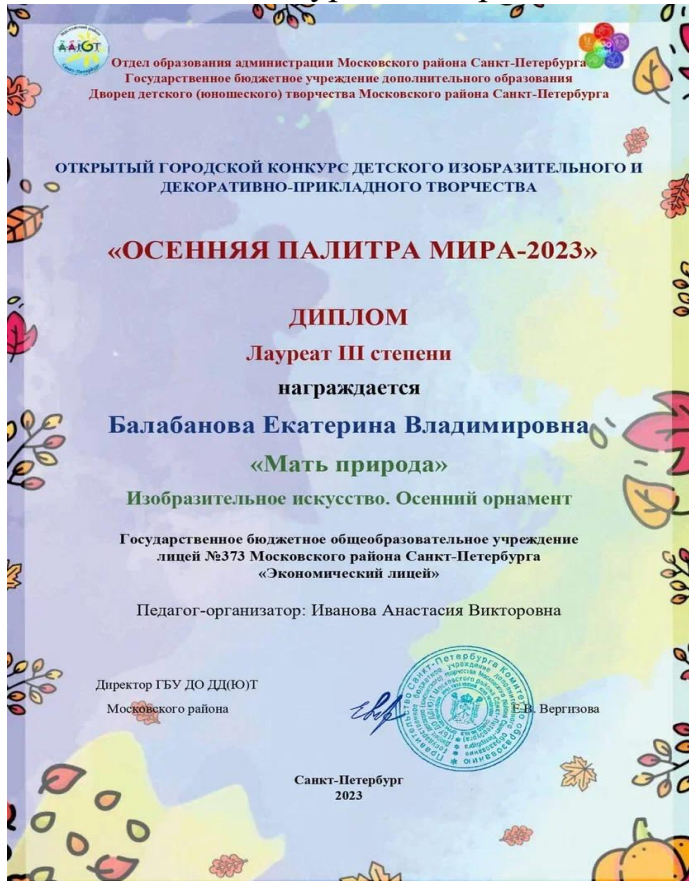 Отдел образования администрации Московского района Санкт-Петербурга
Государственное бюджетное учреждение дополнительного образования
Дворец детского (юношеского) творчества Московского района Санкт-Петербурга
ОТКРЫТЫЙ ГОРОДСКОЙ КОНКУРС ДЕТСКОГО ИЗОБРАЗИТЕЛЬНОГО И
ДЕКОРАТИВНО-ПРИКЛАДНОГО ТВОРЧЕСТВА
«ОСЕННЯЯ ПАЛИТРА МИРА-2023»
ДИПЛОМ
Лауреат III степени
награждается
Балабанова Екатерина Владимировна
«Мать природа»
Изобразительное искусство. Осенний орнамент
Государственное бюджетное общеобразовательное учреждение
лицей №373 Московского района Санкт-Петербурга
«Экономический лицей»
Педагог-организатор: Иванова Анастасия Викторовна
Директор ГБУ ДО ДД(Ю)Т
Московского района
Е.В. Вергизова
Санкт-Петербург
2023